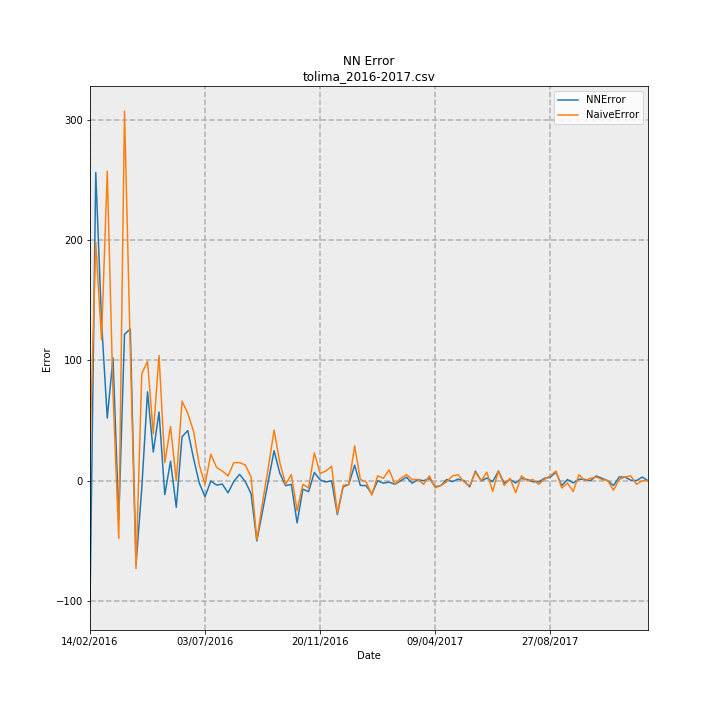 NN Error
tolima_2016-2017.csv
NNError
NaiveError
300
200
100
0
−100
Error
14/02/2016
03/07/2016
20/11/2016
09/04/2017
27/08/2017
Date